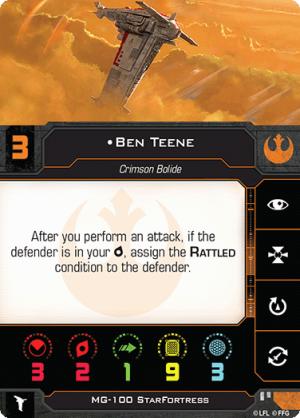 3
•Ben Teene
Crimson Bolide
After you perform an attack, if the
defender is in your , assign the Rattled
condition to the defender.
3 2 1 9 3
MG-100 StarFortress
©LFL ©FFG